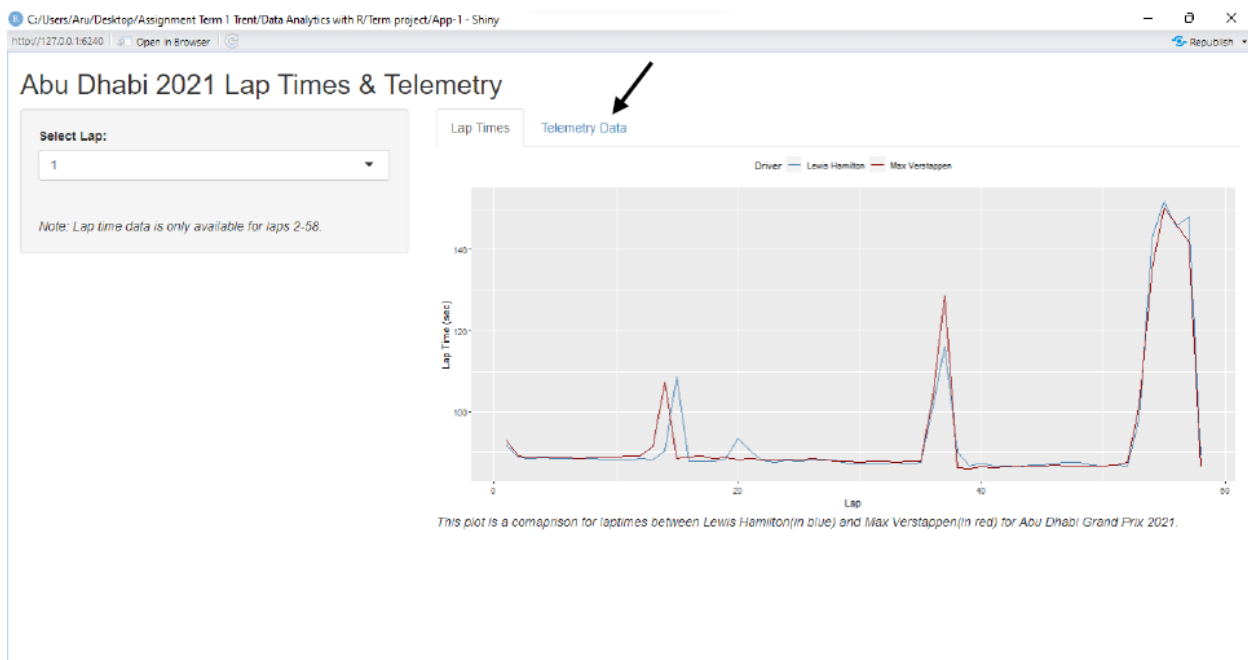 C:/Users/Aru/Desktop/Assignment Term 1 Trent/Data Analytics with R/Term project/App-1 - Shiny
http://127.0.0.1:6240 Open in Browser Republish
Abu Dhabi 2021 Lap Times & Telemetry
Select Lap:
1
Note: Lap time data is only available for laps 2-58.
Lap Times Telemetry Data
Driver Lewis Hamilton Max Verstappen
140
120
100
Lap Time (sec)
0 20 40 60
Lap
This plot is a comaprison for laptimes between Lewis Hamilton(in blue) and Max Verstappen(in red) for Abu Dhabi Grand Prix 2021.